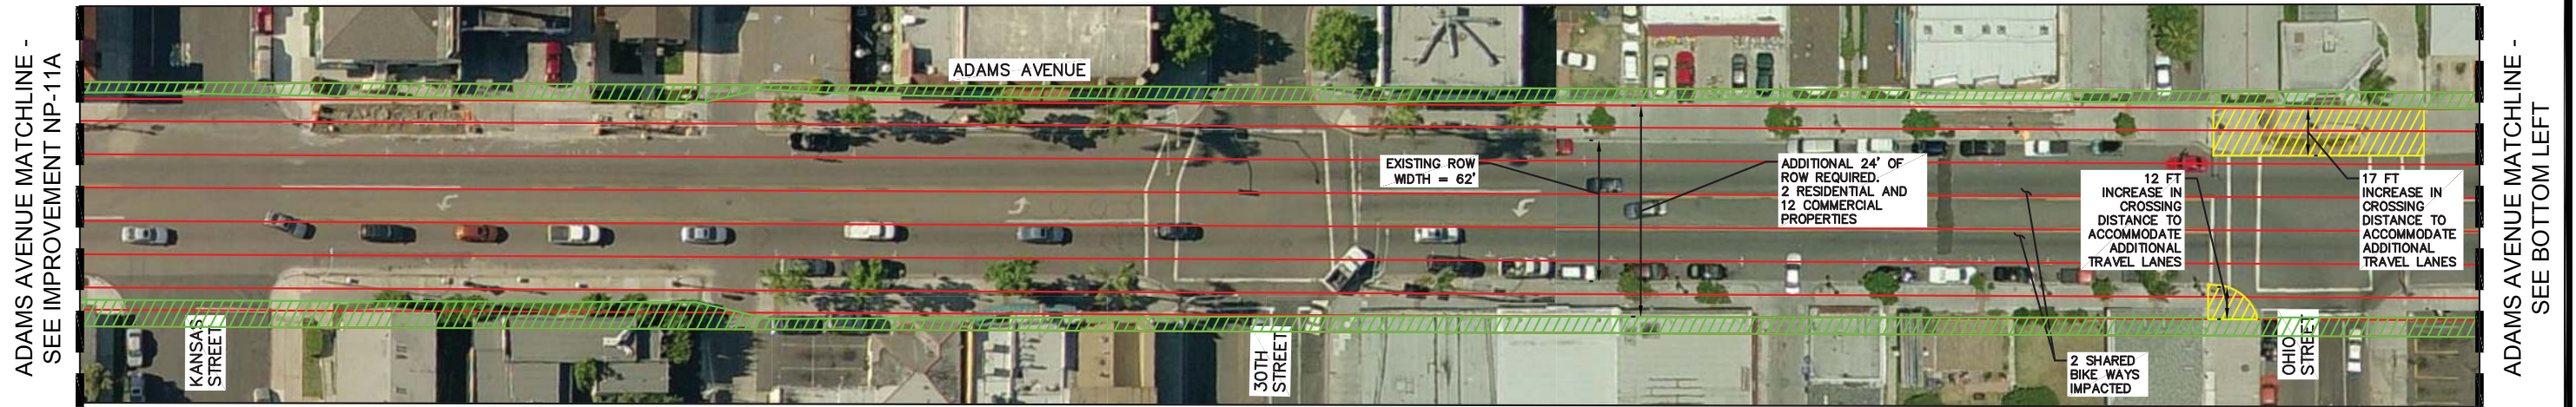 ADAMS AVENUE MATCHLINE -
SEE IMPROVEMENT NP-11A
ADAMS AVENUE
KANSAS
STREET
30TH
STREET
EXISTING ROW
WIDTH = 62'
ADDITIONAL 24' OF
ROW REQUIRED.
2 RESIDENTIAL AND
12 COMMERCIAL
PROPERTIES
12 FT
INCREASE IN
CROSSING
DISTANCE TO
ACCOMMODATE
ADDITIONAL
TRAVEL LANES
17 FT
INCREASE IN
CROSSING
DISTANCE TO
ACCOMMODATE
ADDITIONAL
TRAVEL LANES
2 SHARED
BIKE WAYS
IMPACTED
OHIO
STREET
ADAMS AVENUE MATCHLINE -
SEE BOTTOM LEFT